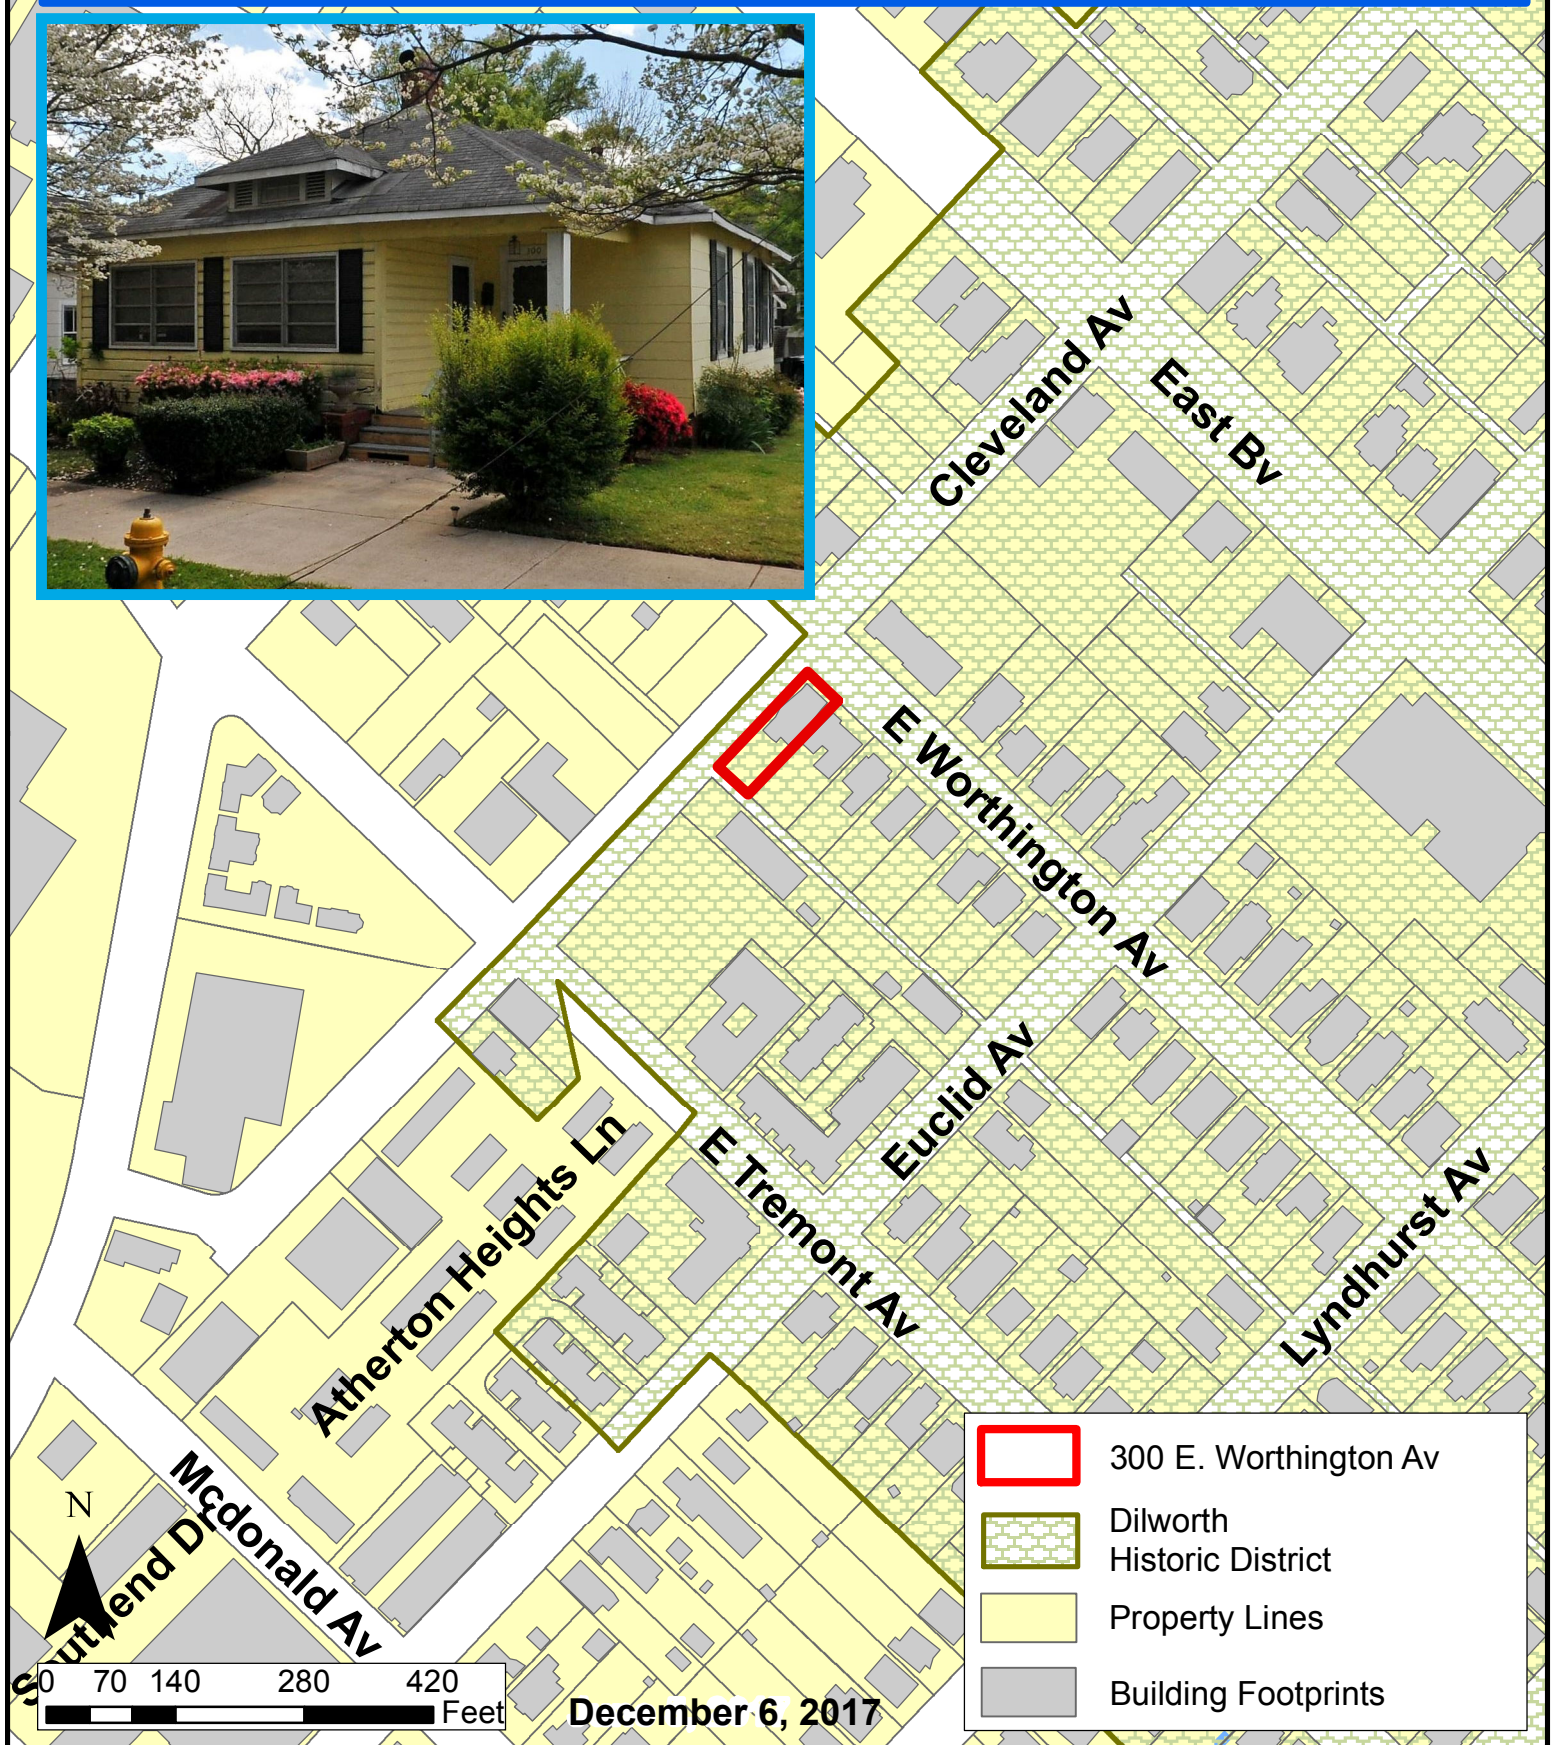 300
Cleveland Av
East Bv
E Worthington Av
Euclid Av
E Tremont Av
Lyndhurst Av
Atherton Heights Ln
Mcdonald Av
Southend Dr
N
0 70 140 280 420
Feet
December 6, 2017
300 E. Worthington Av
Dilworth
Historic District
Property Lines
Building Footprints